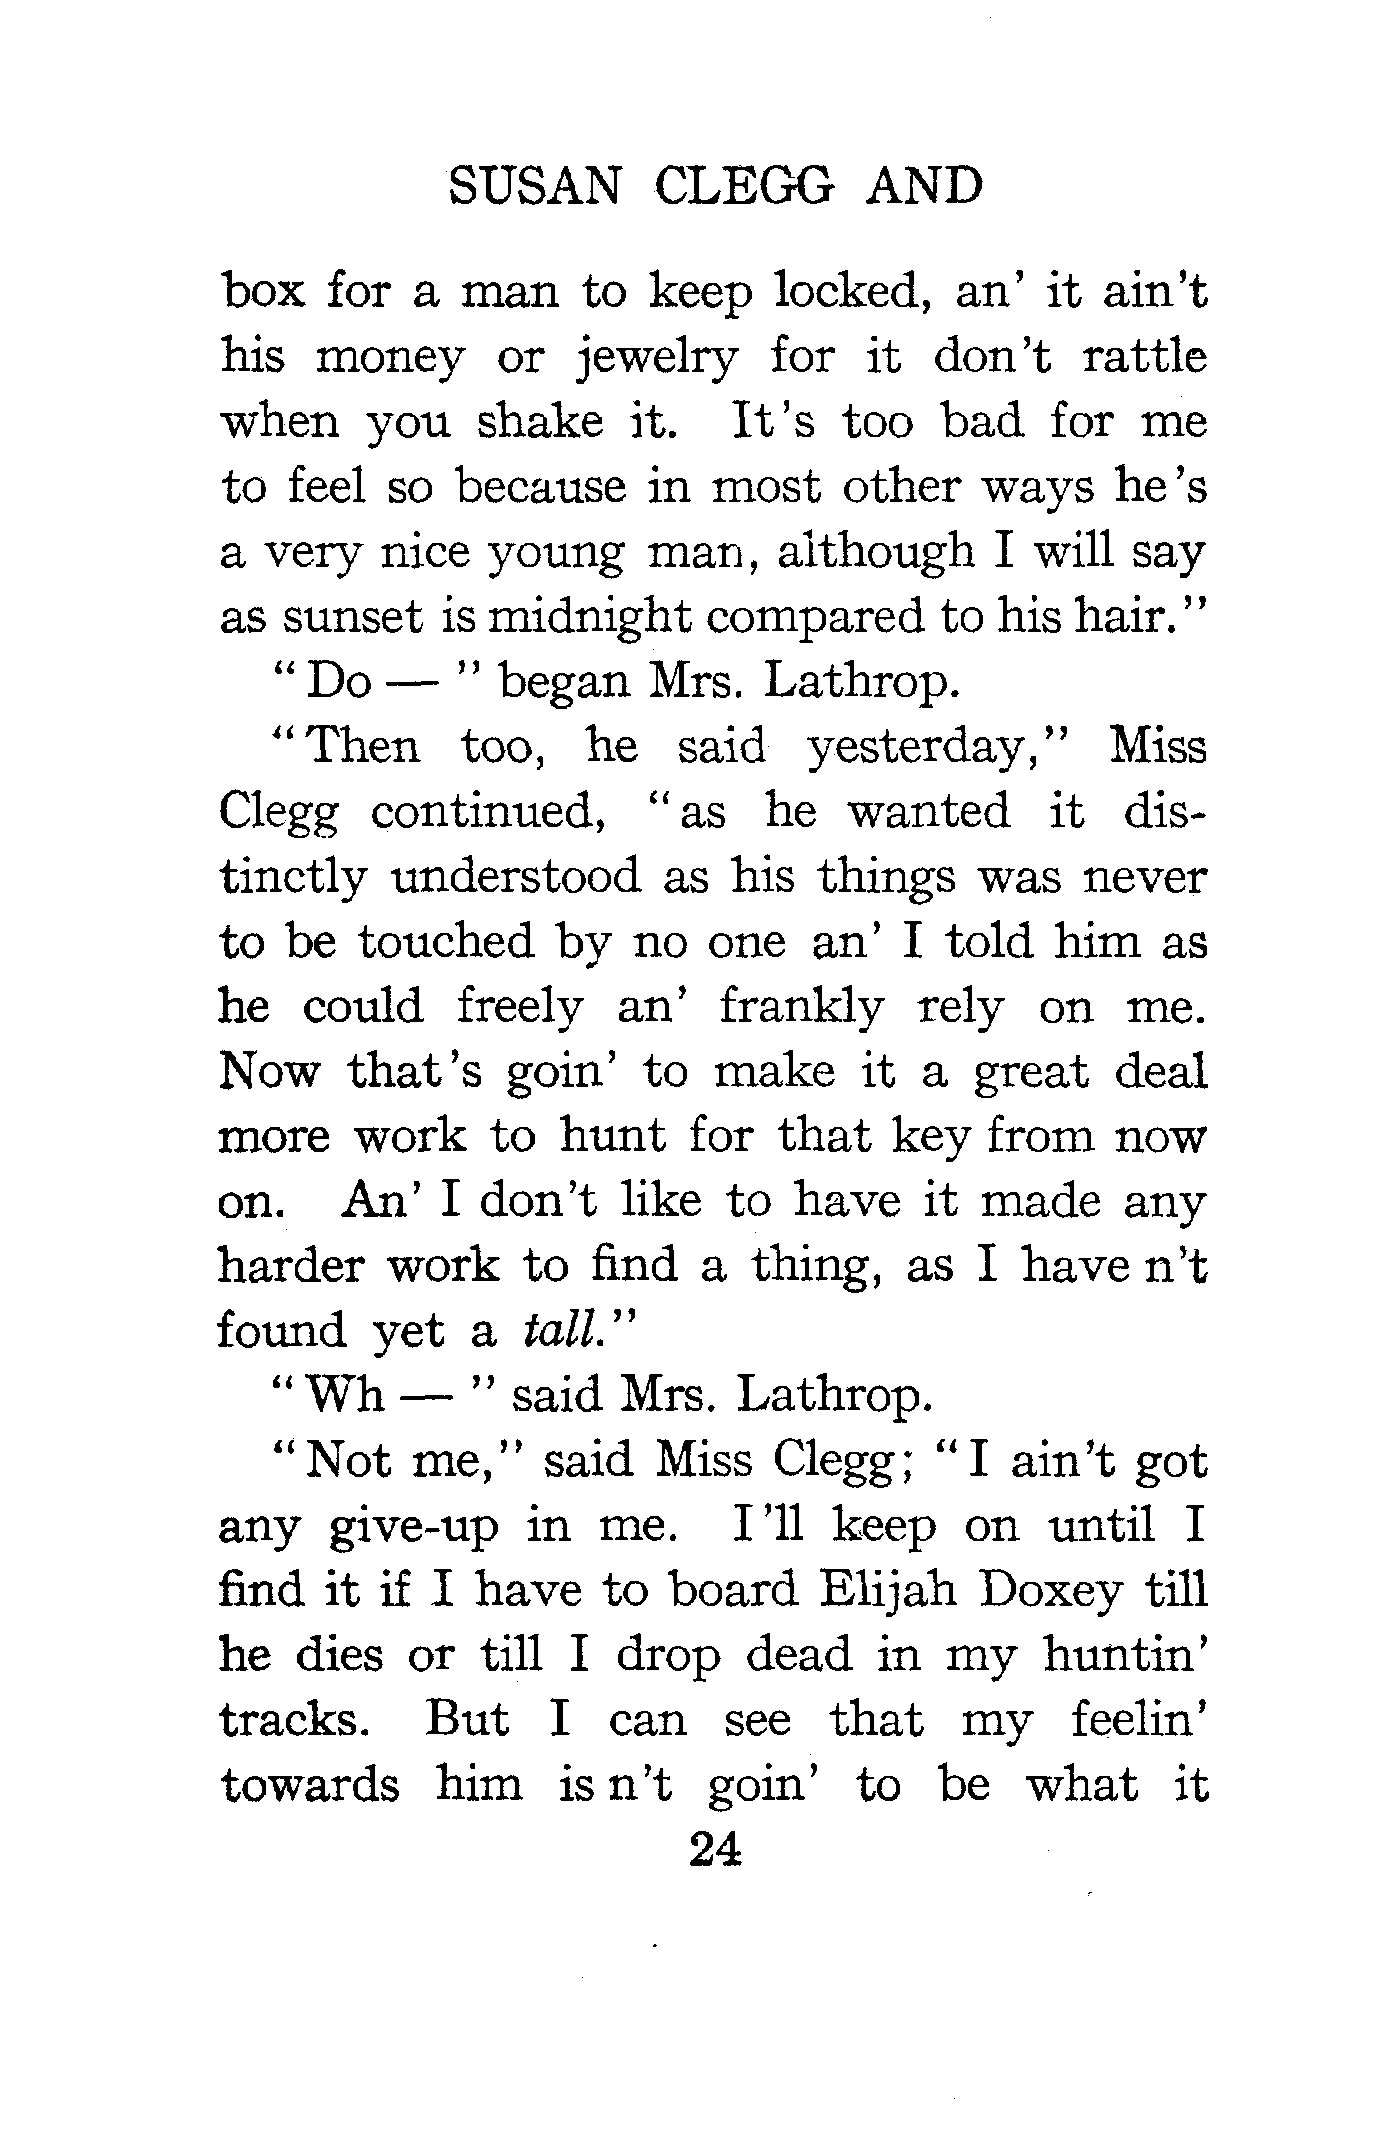 SUSAN CLEGG AND
box for a man to keep locked, an' it ain't
his money or jewelry for it don't rattle
when you shake it. It's too bad for me
to feel so because in most other ways he's
a very nice young man, although I will say
as sunset is midnight compared to his hair."
"Do — " began Mrs. Lathrop.
"Then too, he said yesterday," Miss
Clegg continued, "as he wanted it dis-
tinctly understood as his things was never
to be touched by no one an' I told him as
he could freely an' frankly rely on me.
Now that's goin' to make it a great deal
more work to hunt for that key from now
on. An' I don't like to have it made any
harder work to find a thing, as I have n't
found yet a tall."
"Wh — " said Mrs. Lathrop.
"Not me," said Miss Clegg; "I ain't got
any give-up in me. I'll keep on until I
find it if I have to board Elijah Doxey till
he dies or till I drop dead in my huntin'
tracks. But I can see that my feelin'
towards him is n't goin' to be what it
24